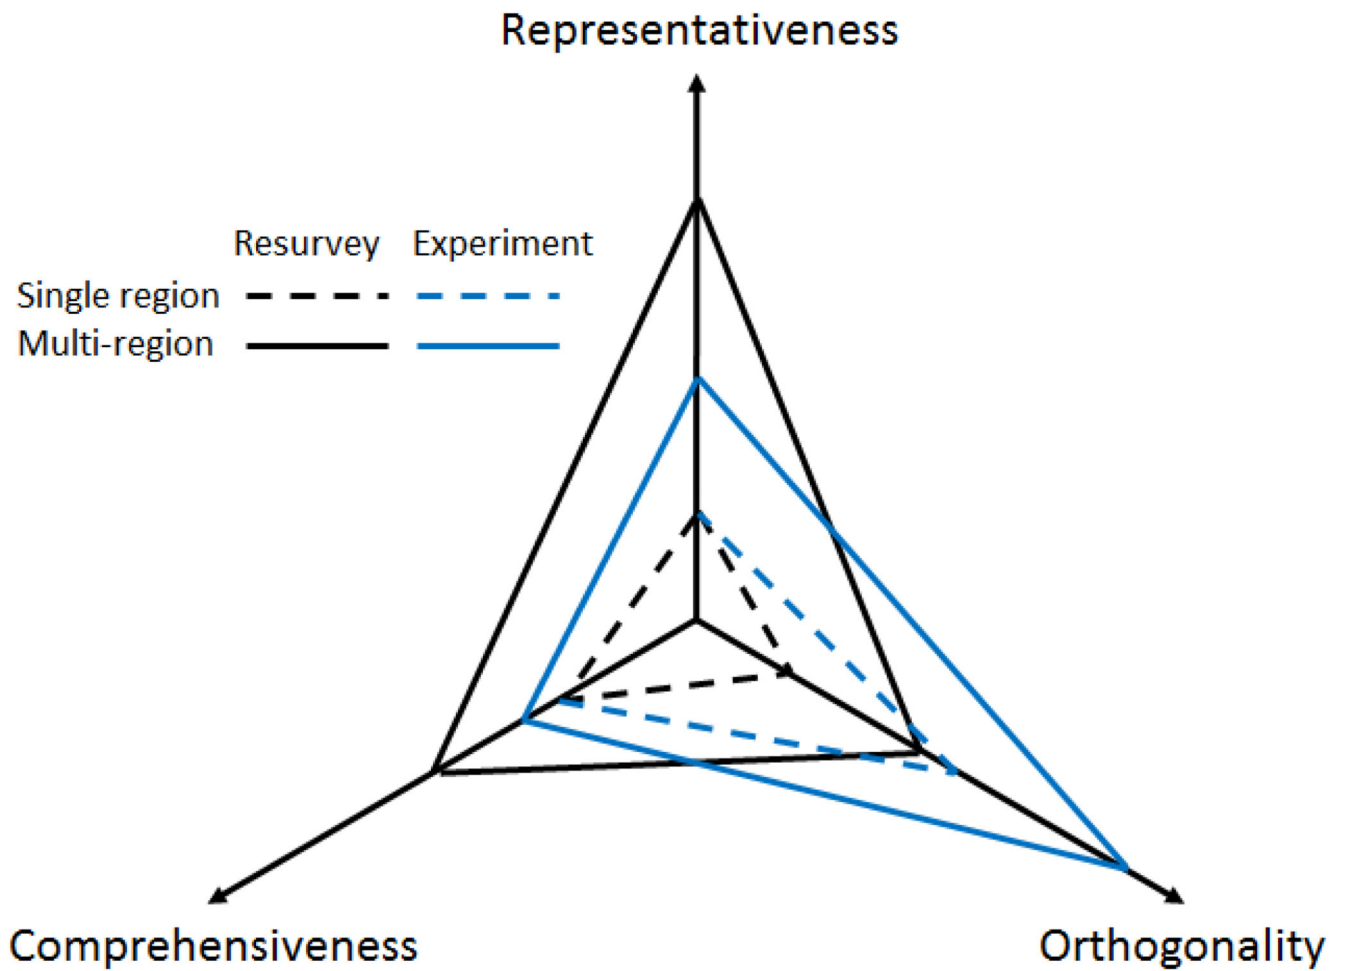 Representativeness
Resurvey Experiment
Single region
Multi-region
Comprehensiveness
Orthogonality